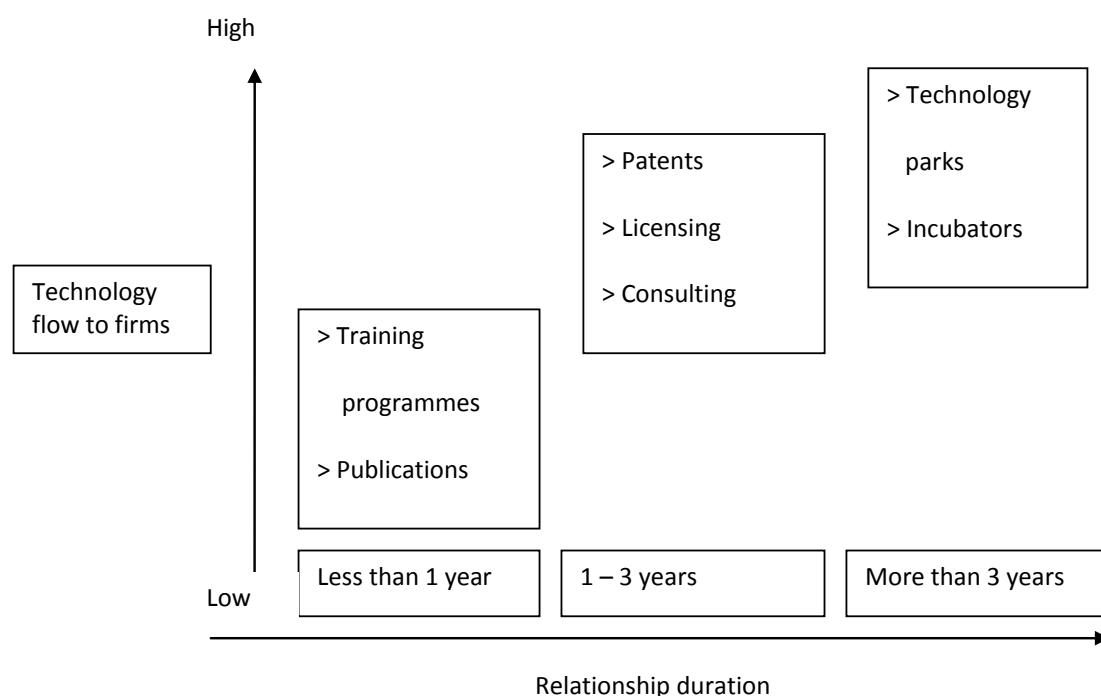 High
> Technology
parks
> Incubators
> Patents
> Licensing
> Consulting
Technology
flow to firms
> Training
programmes
> Publications
Less than 1 year
1 – 3 years
More than 3 years
Low
Relationship duration